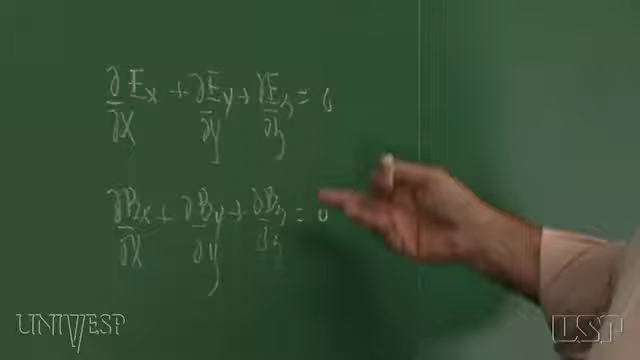 ∂Ex/∂x + ∂Ey/∂y + ∂Ez/∂z = 0
∂Bx/∂x + ∂By/∂y + ∂Bz/∂z = 0
UNIVESP
USP